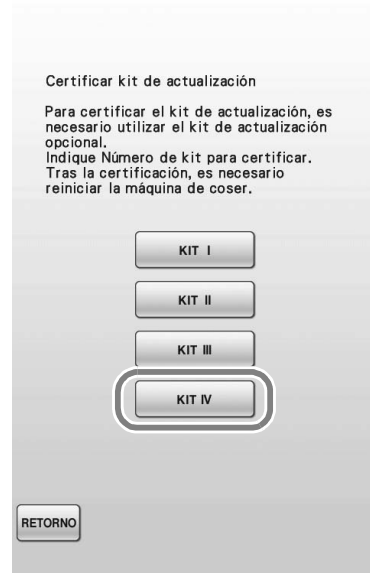 Certificar kit de actualización
Para certificar el kit de actualización, es
necesario utilizar el kit de actualización
opcional.
Indique Número de kit para certificar.
Tras la certificación, es necesario
reiniciar la máquina de coser.
KIT I
KIT II
KIT III
KIT IV
RETORNO